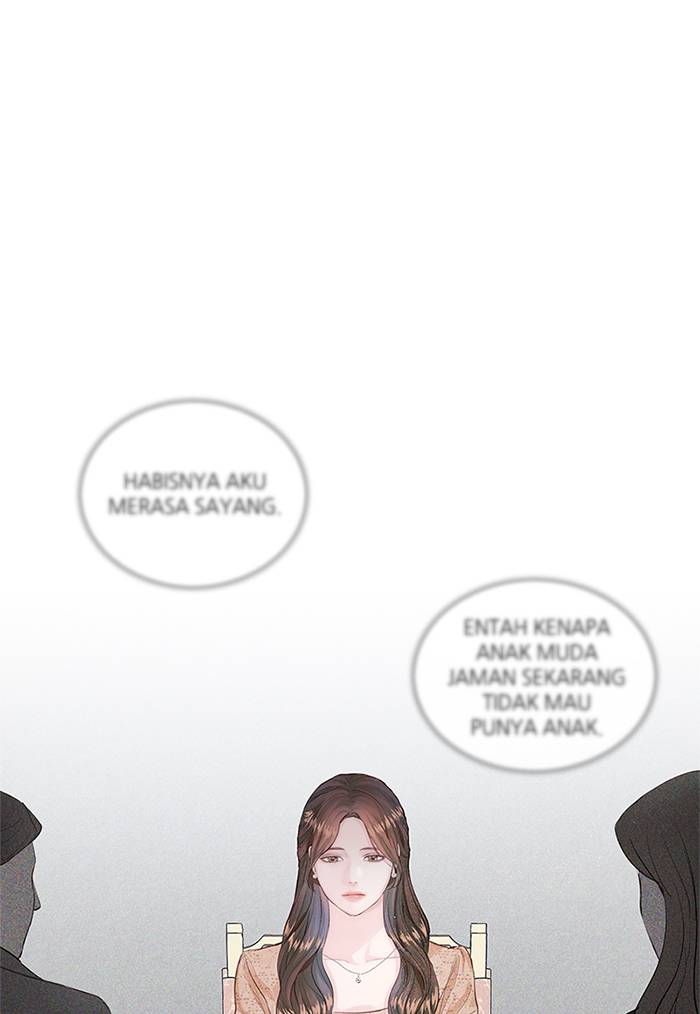 HABISNYA AKU
MERASA SAYANG.
ENTAH KENAPA
ANAK MUDA
JAMAN SEKARANG
TIDAK MAU
PUNYA ANAK.